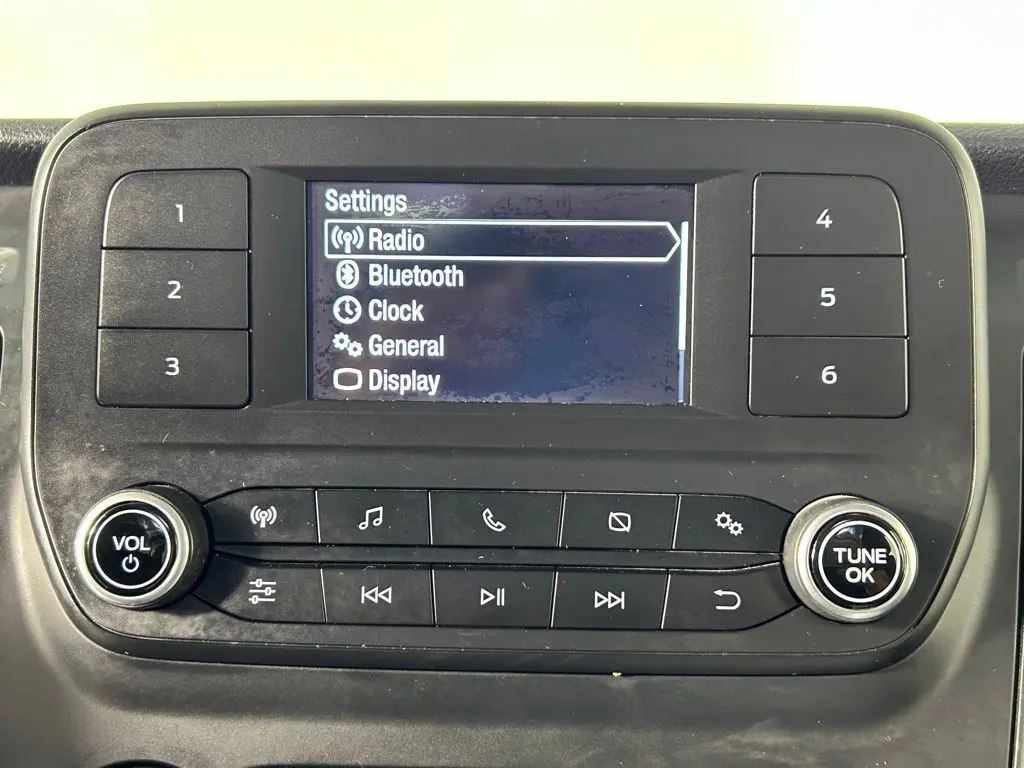 Settings
Radio
Bluetooth
Clock
General
Display
1
2
3
4
5
6
VOL
TUNE
OK